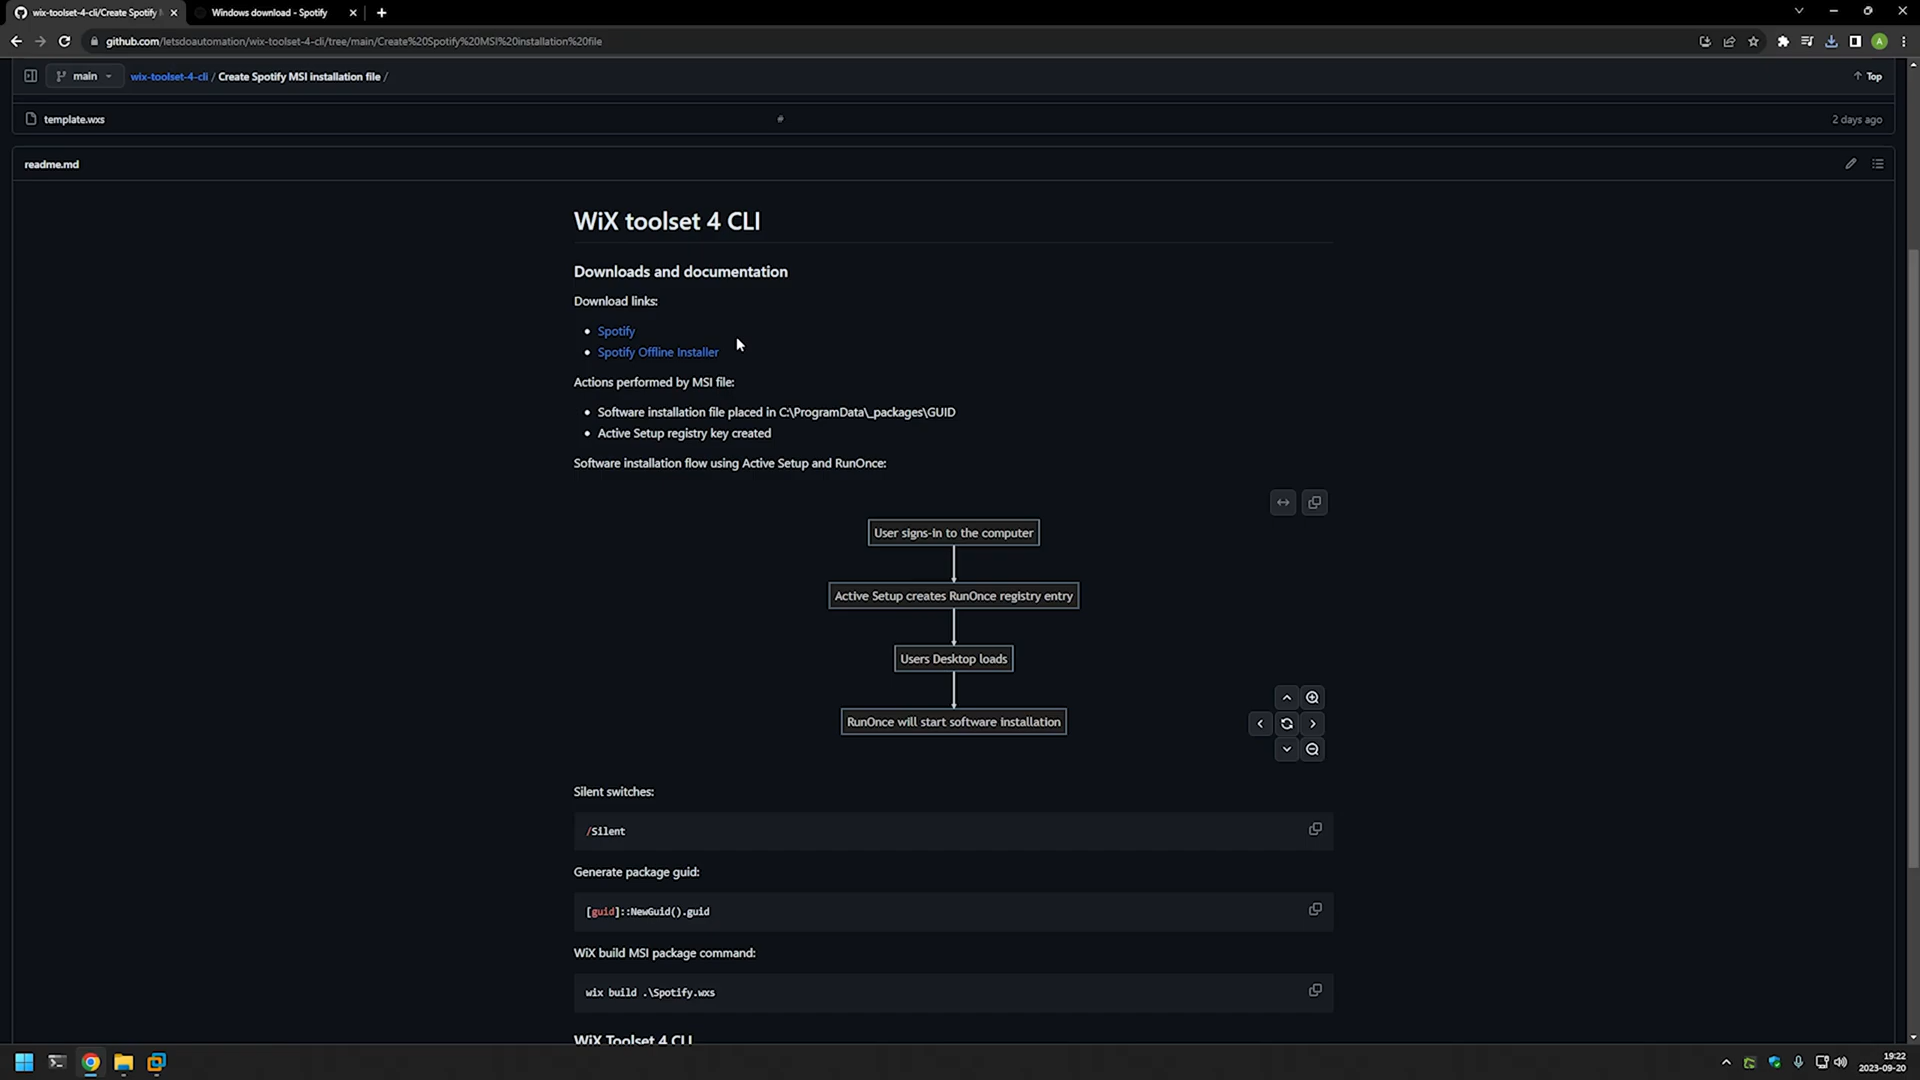 wix-toolset-4-cli/Create Spotify
Windows download - Spotify
github.com/letsdoautomation/wix-toolset-4-cli/tree/main/Create%20Spotify%20MSI%20installation%20file
A
main
wix-toolset-4-cli / Create Spotify MSI installation file /
Top
template.wxs
#
2 days ago
readme.md
WiX toolset 4 CLI
Downloads and documentation
Download links:
• Spotify
• Spotify Offline Installer
Actions performed by MSI file:
• Software installation file placed in C:\ProgramData\_packages\GUID
• Active Setup registry key created
Software installation flow using Active Setup and RunOnce:
User signs-in to the computer
Active Setup creates RunOnce registry entry
Users Desktop loads
RunOnce will start software installation
Silent switches:
/Silent
Generate package guid:
[guid]::NewGuid().guid
WiX build MSI package command:
wix build .\Spotify.wxs
WiX Toolset 4 CLI
19:22
2023-09-20